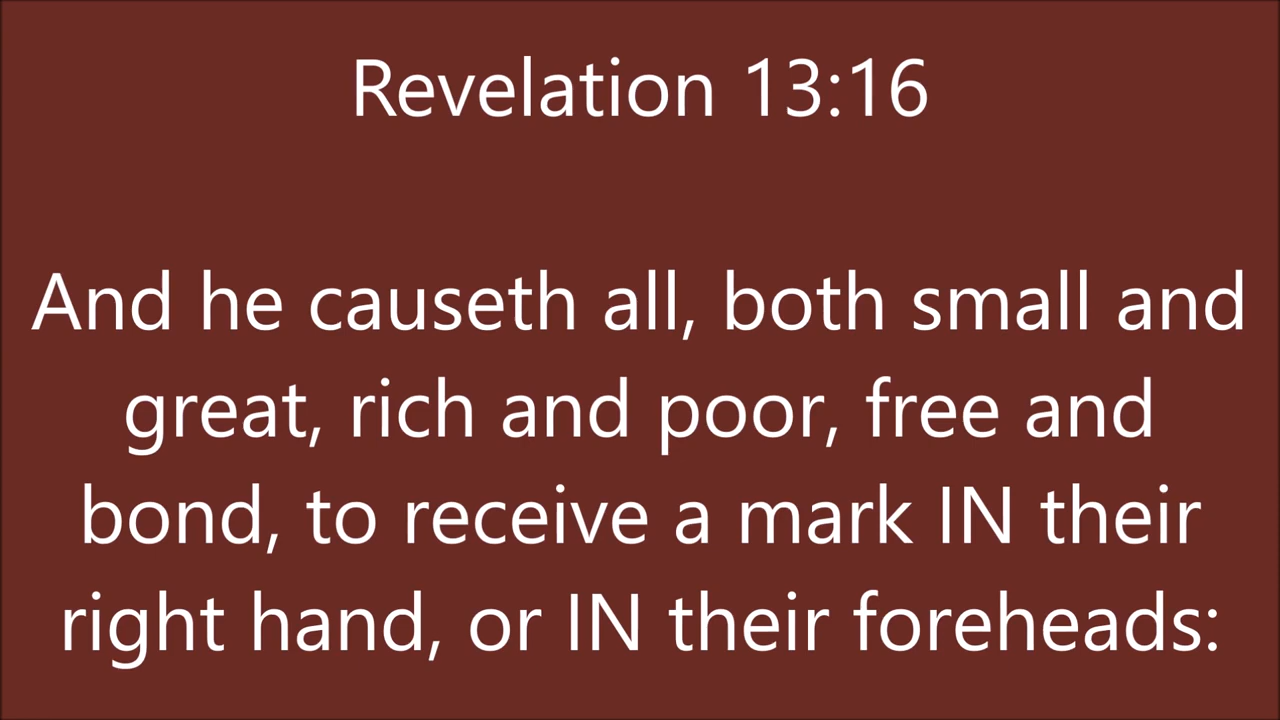 Revelation 13:16
And he causeth all, both small and
great, rich and poor, free and
bond, to receive a mark IN their
right hand, or IN their foreheads: